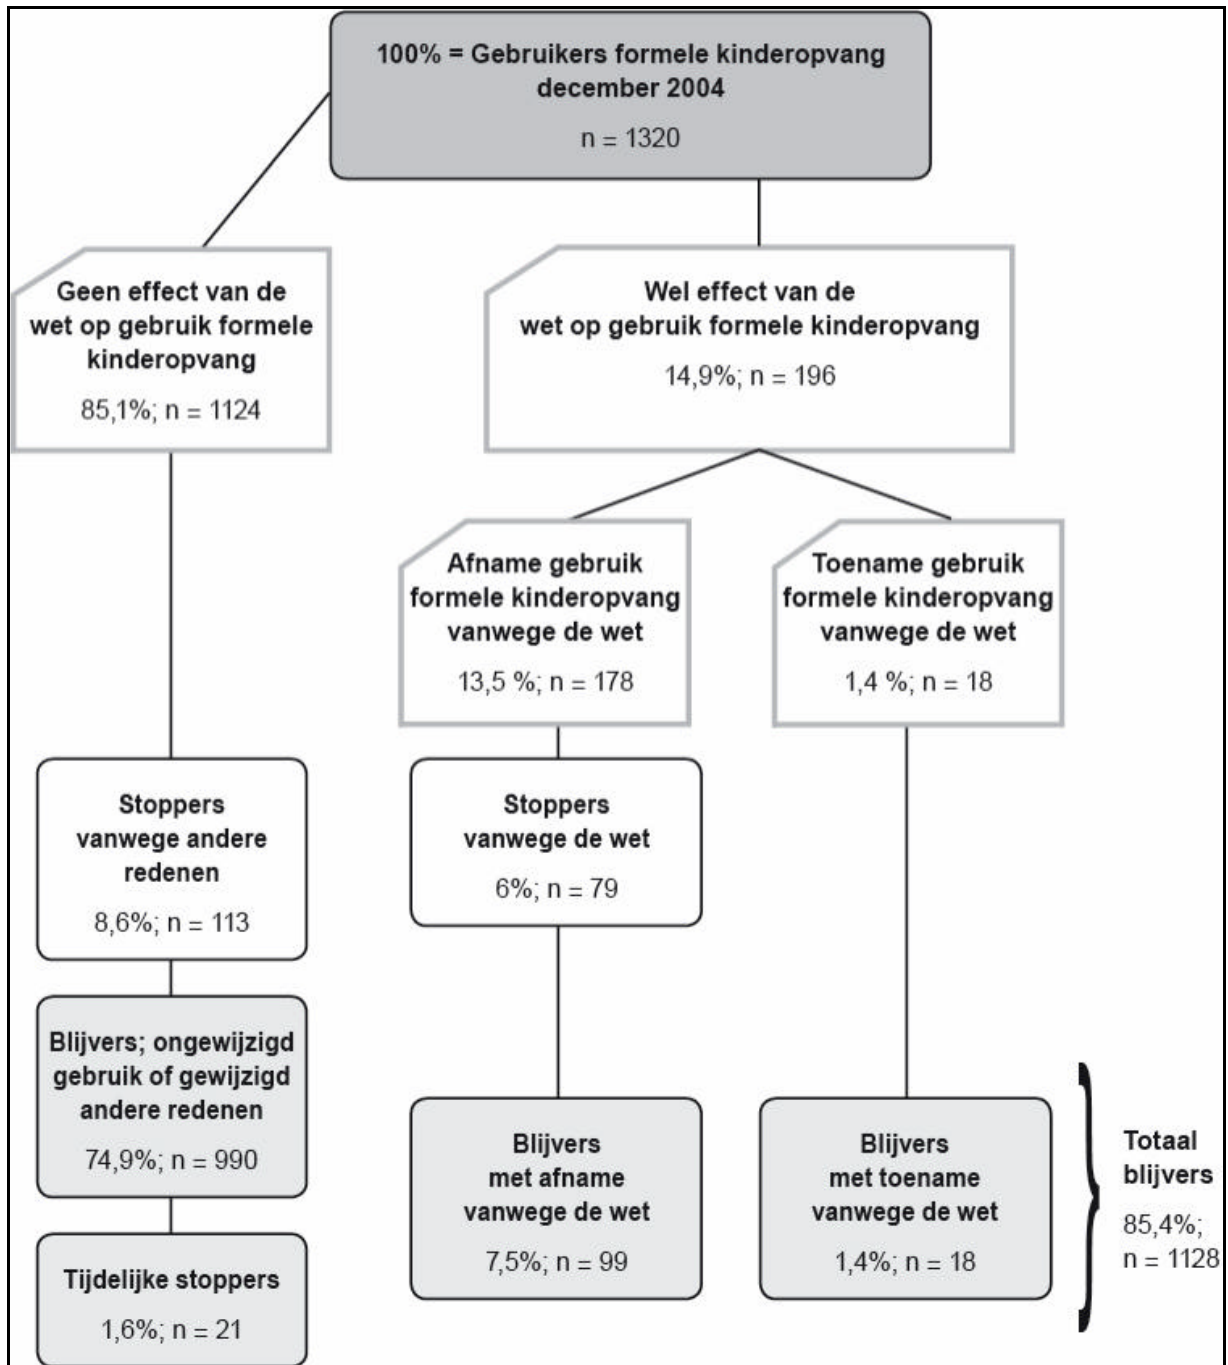 100% = Gebruikers formele kinderopvang
december 2004
n = 1320
Geen effect van de
wet op gebruik formele
kinderopvang
85,1%; n = 1124
Wel effect van de
wet op gebruik formele kinderopvang
14,9%; n = 196
Afname gebruik
formele kinderopvang
vanwege de wet
13,5 %; n = 178
Toename gebruik
formele kinderopvang
vanwege de wet
1,4 %; n = 18
Stoppers
vanwege andere
redenen
8,6%; n = 113
Stoppers
vanwege de wet
6%; n = 79
Blijvers; ongewijzigd
gebruik of gewijzigd
andere redenen
74,9%; n = 990
Blijvers
met afname
vanwege de wet
7,5%; n = 99
Blijvers
met toename
vanwege de wet
1,4%; n = 18
Totaal
blijvers
85,4%;
n = 1128
Tijdelijke stoppers
1,6%; n = 21